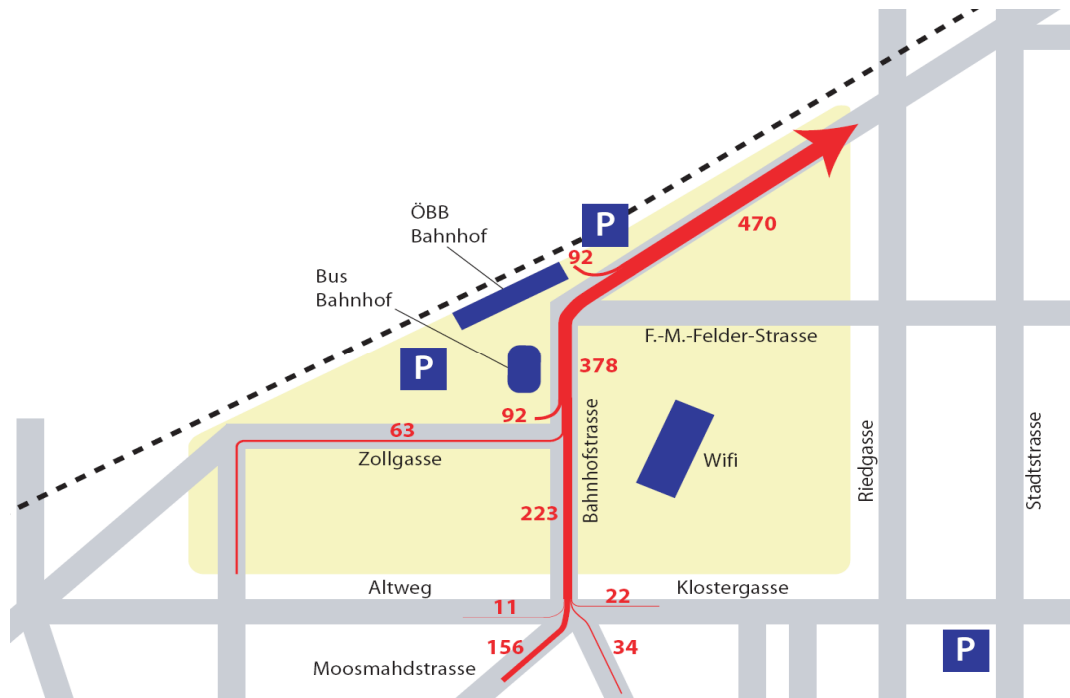 P
ÖBB
Bahnhof
92
470
Bus
Bahnhof
F.-M.-Felder-Strasse
P
378
92
63
Zollgasse
Bahnhofstrasse
Wifi
Riedgasse
Stadtstrasse
223
Altweg
Klostergasse
11
22
156
34
P
Moosmahdstrasse